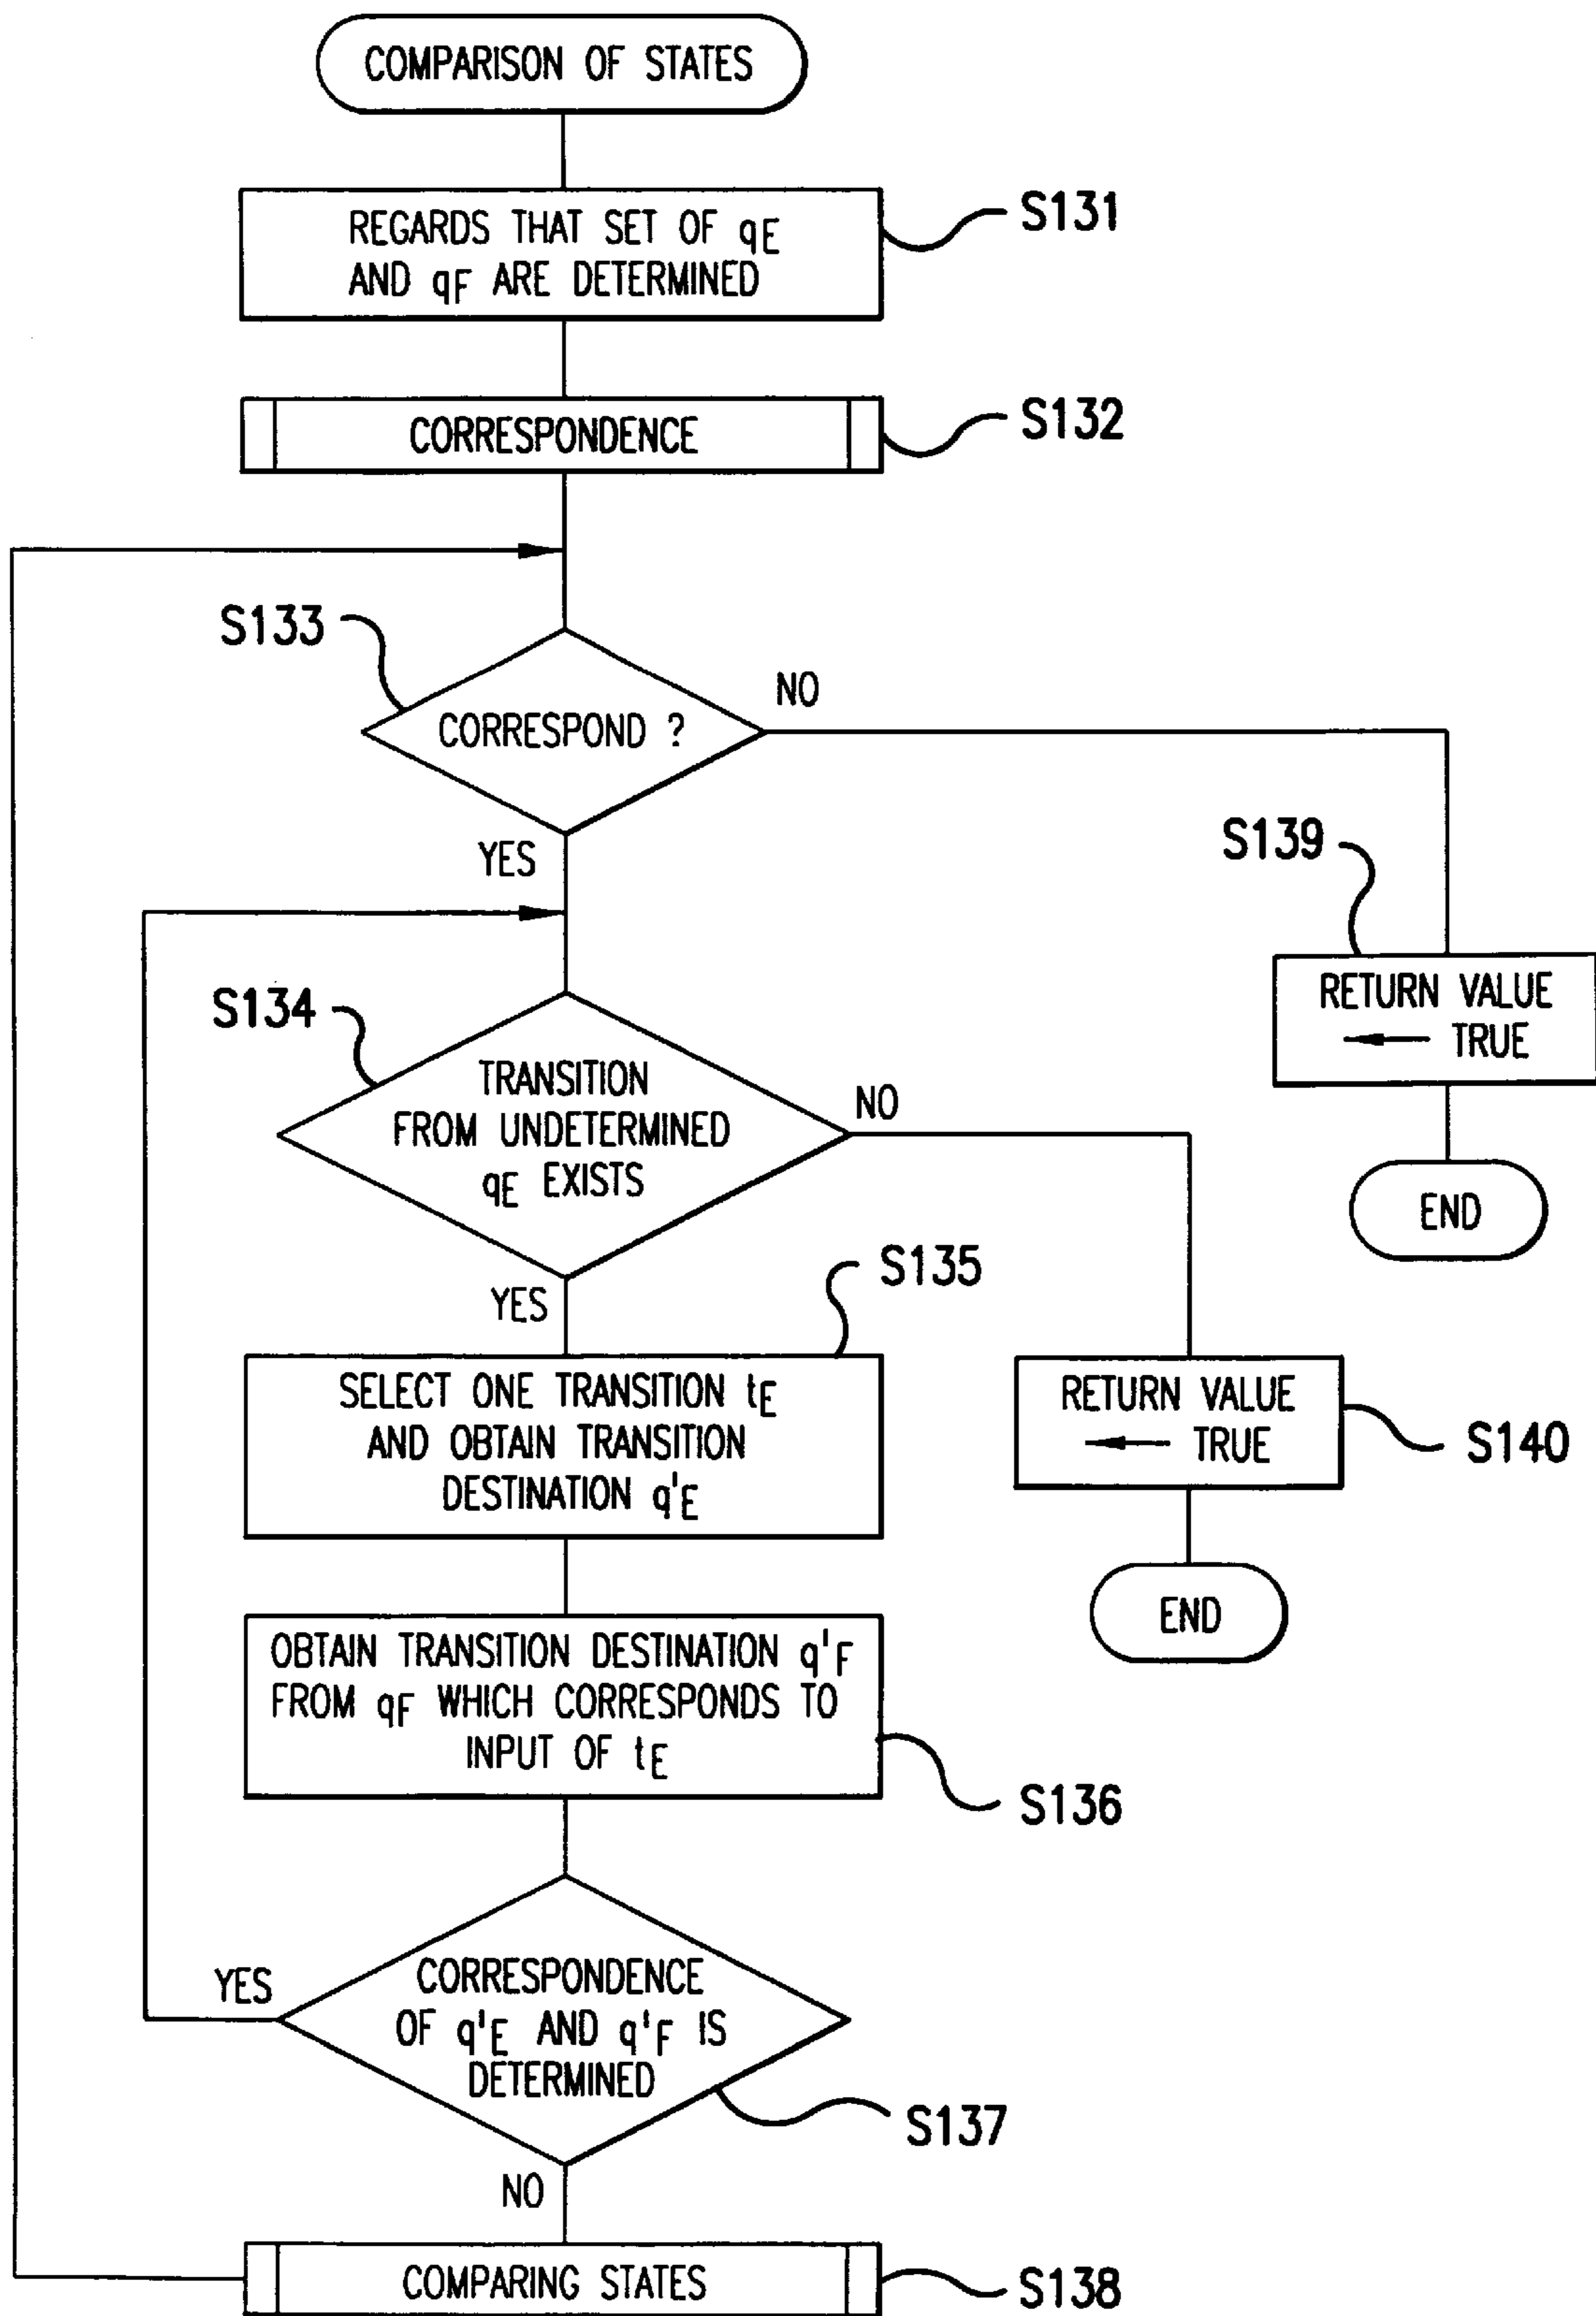 COMPARISON OF STATES
REGARDS THAT SET OF qE
AND qF ARE DETERMINED
S131
CORRESPONDENCE
S132
S133
CORRESPOND ?
NO
YES
S139
RETURN VALUE
← TRUE
END
S134
TRANSITION
FROM UNDETERMINED
qE EXISTS
NO
YES
S135
SELECT ONE TRANSITION tE
AND OBTAIN TRANSITION
DESTINATION q'E
RETURN VALUE
← TRUE
S140
END
OBTAIN TRANSITION DESTINATION q'F
FROM qF WHICH CORRESPONDS TO
INPUT OF tE
S136
YES
CORRESPONDENCE
OF q'E AND q'F IS
DETERMINED
S137
NO
COMPARING STATES
S138